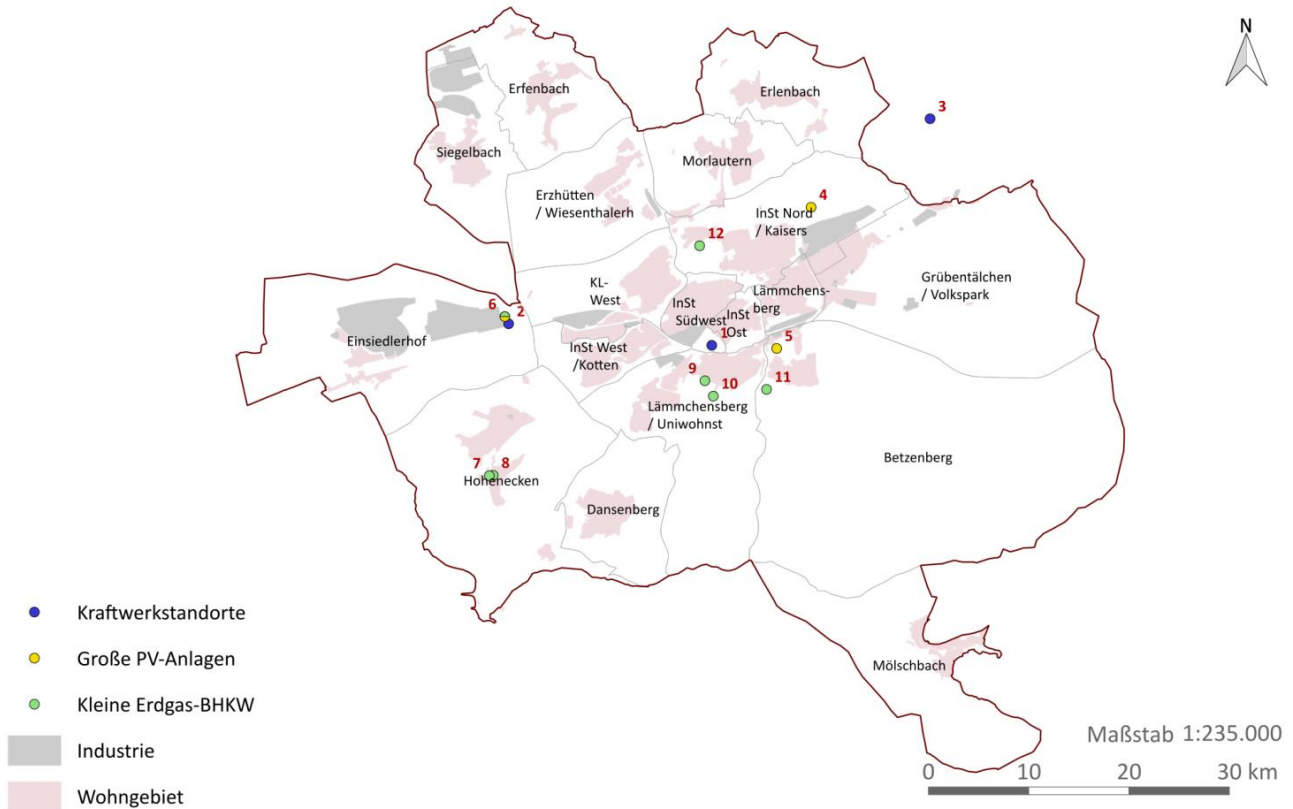 N
Erfenbach
Erlenbach
3
Siegelbach
Morlautern
Erzhütten
/ Wiesenthalerh
4
InSt Nord
/ Kaisers
12
Grübentälchen
/ Volkspark
KL-
West
Lämmchens-
berg
InSt
Südwest
InSt
Ost
6
2
1
5
Einsiedlerhof
InSt West
/Kotten
9
10
11
Lämmchensberg
/ Uniwohnst
Betzenberg
7
8
Hohenecken
Dansenberg
Mölschbach
Kraftwerkstandorte
Große PV-Anlagen
Kleine Erdgas-BHKW
Industrie
Wohngebiet
Maßstab 1:235.000
0 10 20 30 km